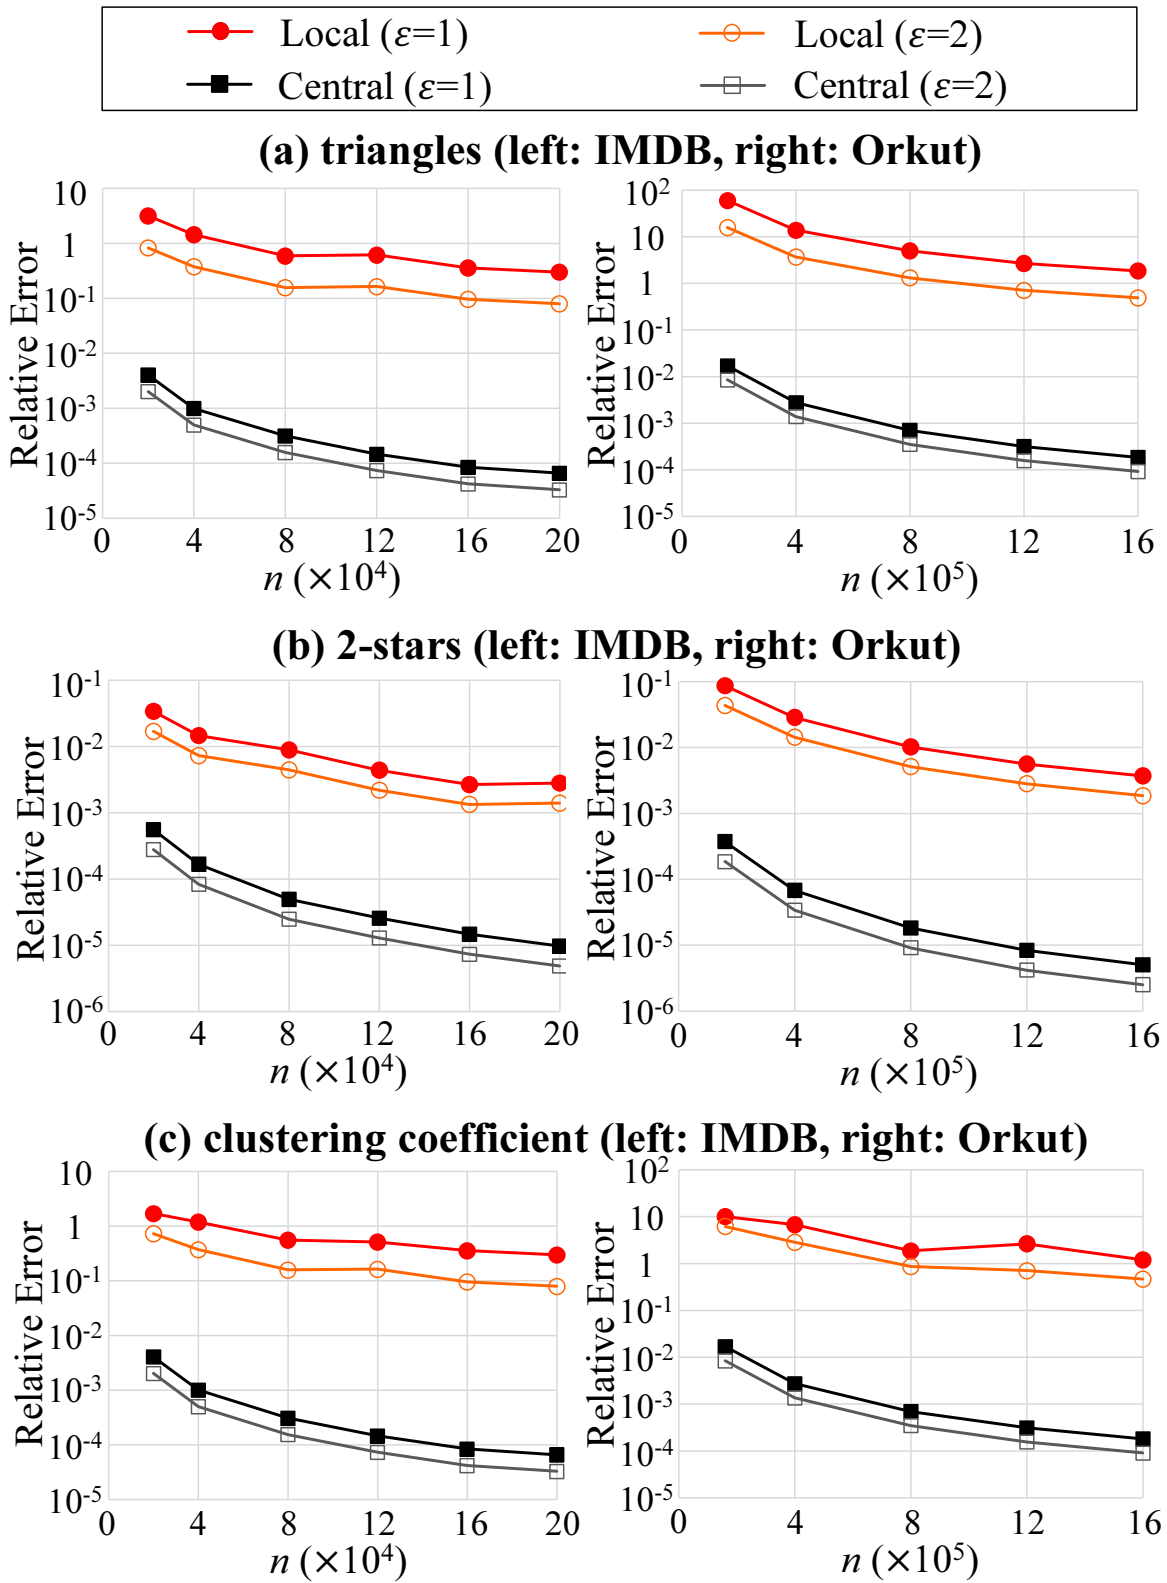 Local (ε=1) Local (ε=2)
Central (ε=1) Central (ε=2)
(a) triangles (left: IMDB, right: Orkut)
Relative Error
10
1
10⁻¹
10⁻²
10⁻³
10⁻⁴
10⁻⁵
0 4 8 12 16 20
n (×10⁴)
Relative Error
10²
10
1
10⁻¹
10⁻²
10⁻³
10⁻⁴
10⁻⁵
0 4 8 12 16
n (×10⁵)
(b) 2-stars (left: IMDB, right: Orkut)
Relative Error
10⁻¹
10⁻²
10⁻³
10⁻⁴
10⁻⁵
10⁻⁶
0 4 8 12 16 20
n (×10⁴)
Relative Error
10⁻¹
10⁻²
10⁻³
10⁻⁴
10⁻⁵
10⁻⁶
0 4 8 12 16
n (×10⁵)
(c) clustering coefficient (left: IMDB, right: Orkut)
Relative Error
10
1
10⁻¹
10⁻²
10⁻³
10⁻⁴
10⁻⁵
0 4 8 12 16 20
n (×10⁴)
Relative Error
10²
10
1
10⁻¹
10⁻²
10⁻³
10⁻⁴
10⁻⁵
0 4 8 12 16
n (×10⁵)